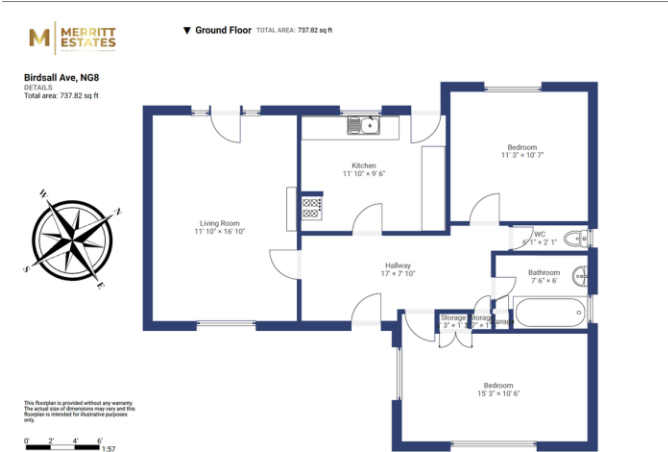 M MERRITT
ESTATES
▼ Ground Floor TOTAL AREA: 737.82 sq ft
Birdsall Ave, NG8
DETAILS
Total area: 737.82 sq ft
Bedroom
11' 3" × 10' 7"
Kitchen
11' 10" × 9' 6"
Living Room
11' 10" × 16' 10"
WC
6' 1" × 2' 1"
Hallway
17' × 7' 10"
Bathroom
7' 6" × 6'
Storage
Bedroom
15' 3" × 10' 6"
W
N
S
E
This floorplan is provided without any warranty.
The actual size of dimensions may vary and this
floorplan is intended for illustrative purposes
only.
0' 2' 4' 6'
1:57